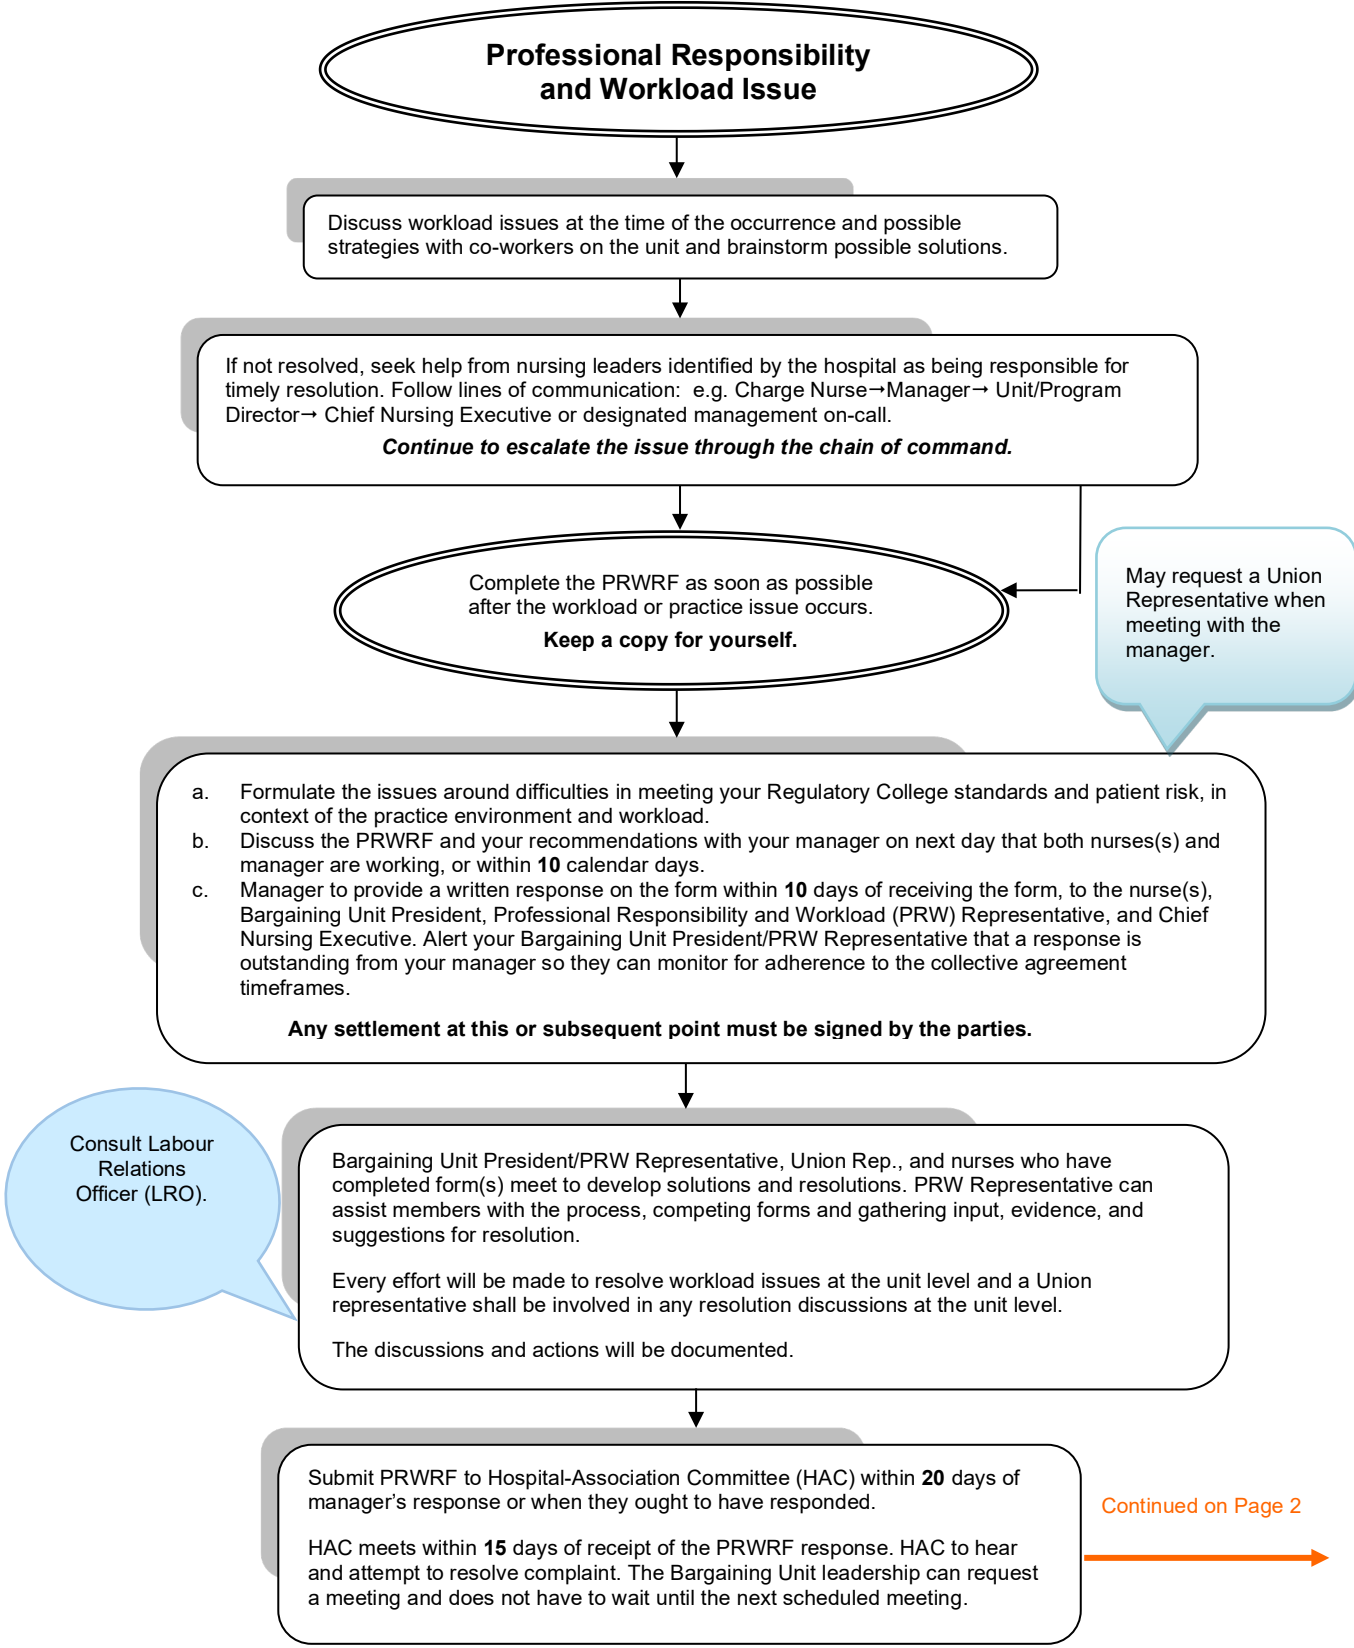 Professional Responsibility
and Workload Issue
Discuss workload issues at the time of the occurrence and possible
strategies with co-workers on the unit and brainstorm possible solutions.
If not resolved, seek help from nursing leaders identified by the hospital as being responsible for
timely resolution. Follow lines of communication:  e.g. Charge Nurse→Manager→ Unit/Program
Director→ Chief Nursing Executive or designated management on-call.
Continue to escalate the issue through the chain of command.
Complete the PRWRF as soon as possible
after the workload or practice issue occurs.
Keep a copy for yourself.
May request a Union
Representative when
meeting with the
manager.
a. Formulate the issues around difficulties in meeting your Regulatory College standards and patient risk, in
context of the practice environment and workload.
b. Discuss the PRWRF and your recommendations with your manager on next day that both nurses(s) and
manager are working, or within 10 calendar days.
c. Manager to provide a written response on the form within 10 days of receiving the form, to the nurse(s),
Bargaining Unit President, Professional Responsibility and Workload (PRW) Representative, and Chief
Nursing Executive. Alert your Bargaining Unit President/PRW Representative that a response is
outstanding from your manager so they can monitor for adherence to the collective agreement
timeframes.
Any settlement at this or subsequent point must be signed by the parties.
Consult Labour
Relations
Officer (LRO).
Bargaining Unit President/PRW Representative, Union Rep., and nurses who have
completed form(s) meet to develop solutions and resolutions. PRW Representative can
assist members with the process, competing forms and gathering input, evidence, and
suggestions for resolution.
Every effort will be made to resolve workload issues at the unit level and a Union
representative shall be involved in any resolution discussions at the unit level.
The discussions and actions will be documented.
Submit PRWRF to Hospital-Association Committee (HAC) within 20 days of
manager's response or when they ought to have responded.
HAC meets within 15 days of receipt of the PRWRF response. HAC to hear
and attempt to resolve complaint. The Bargaining Unit leadership can request
a meeting and does not have to wait until the next scheduled meeting.
Continued on Page 2